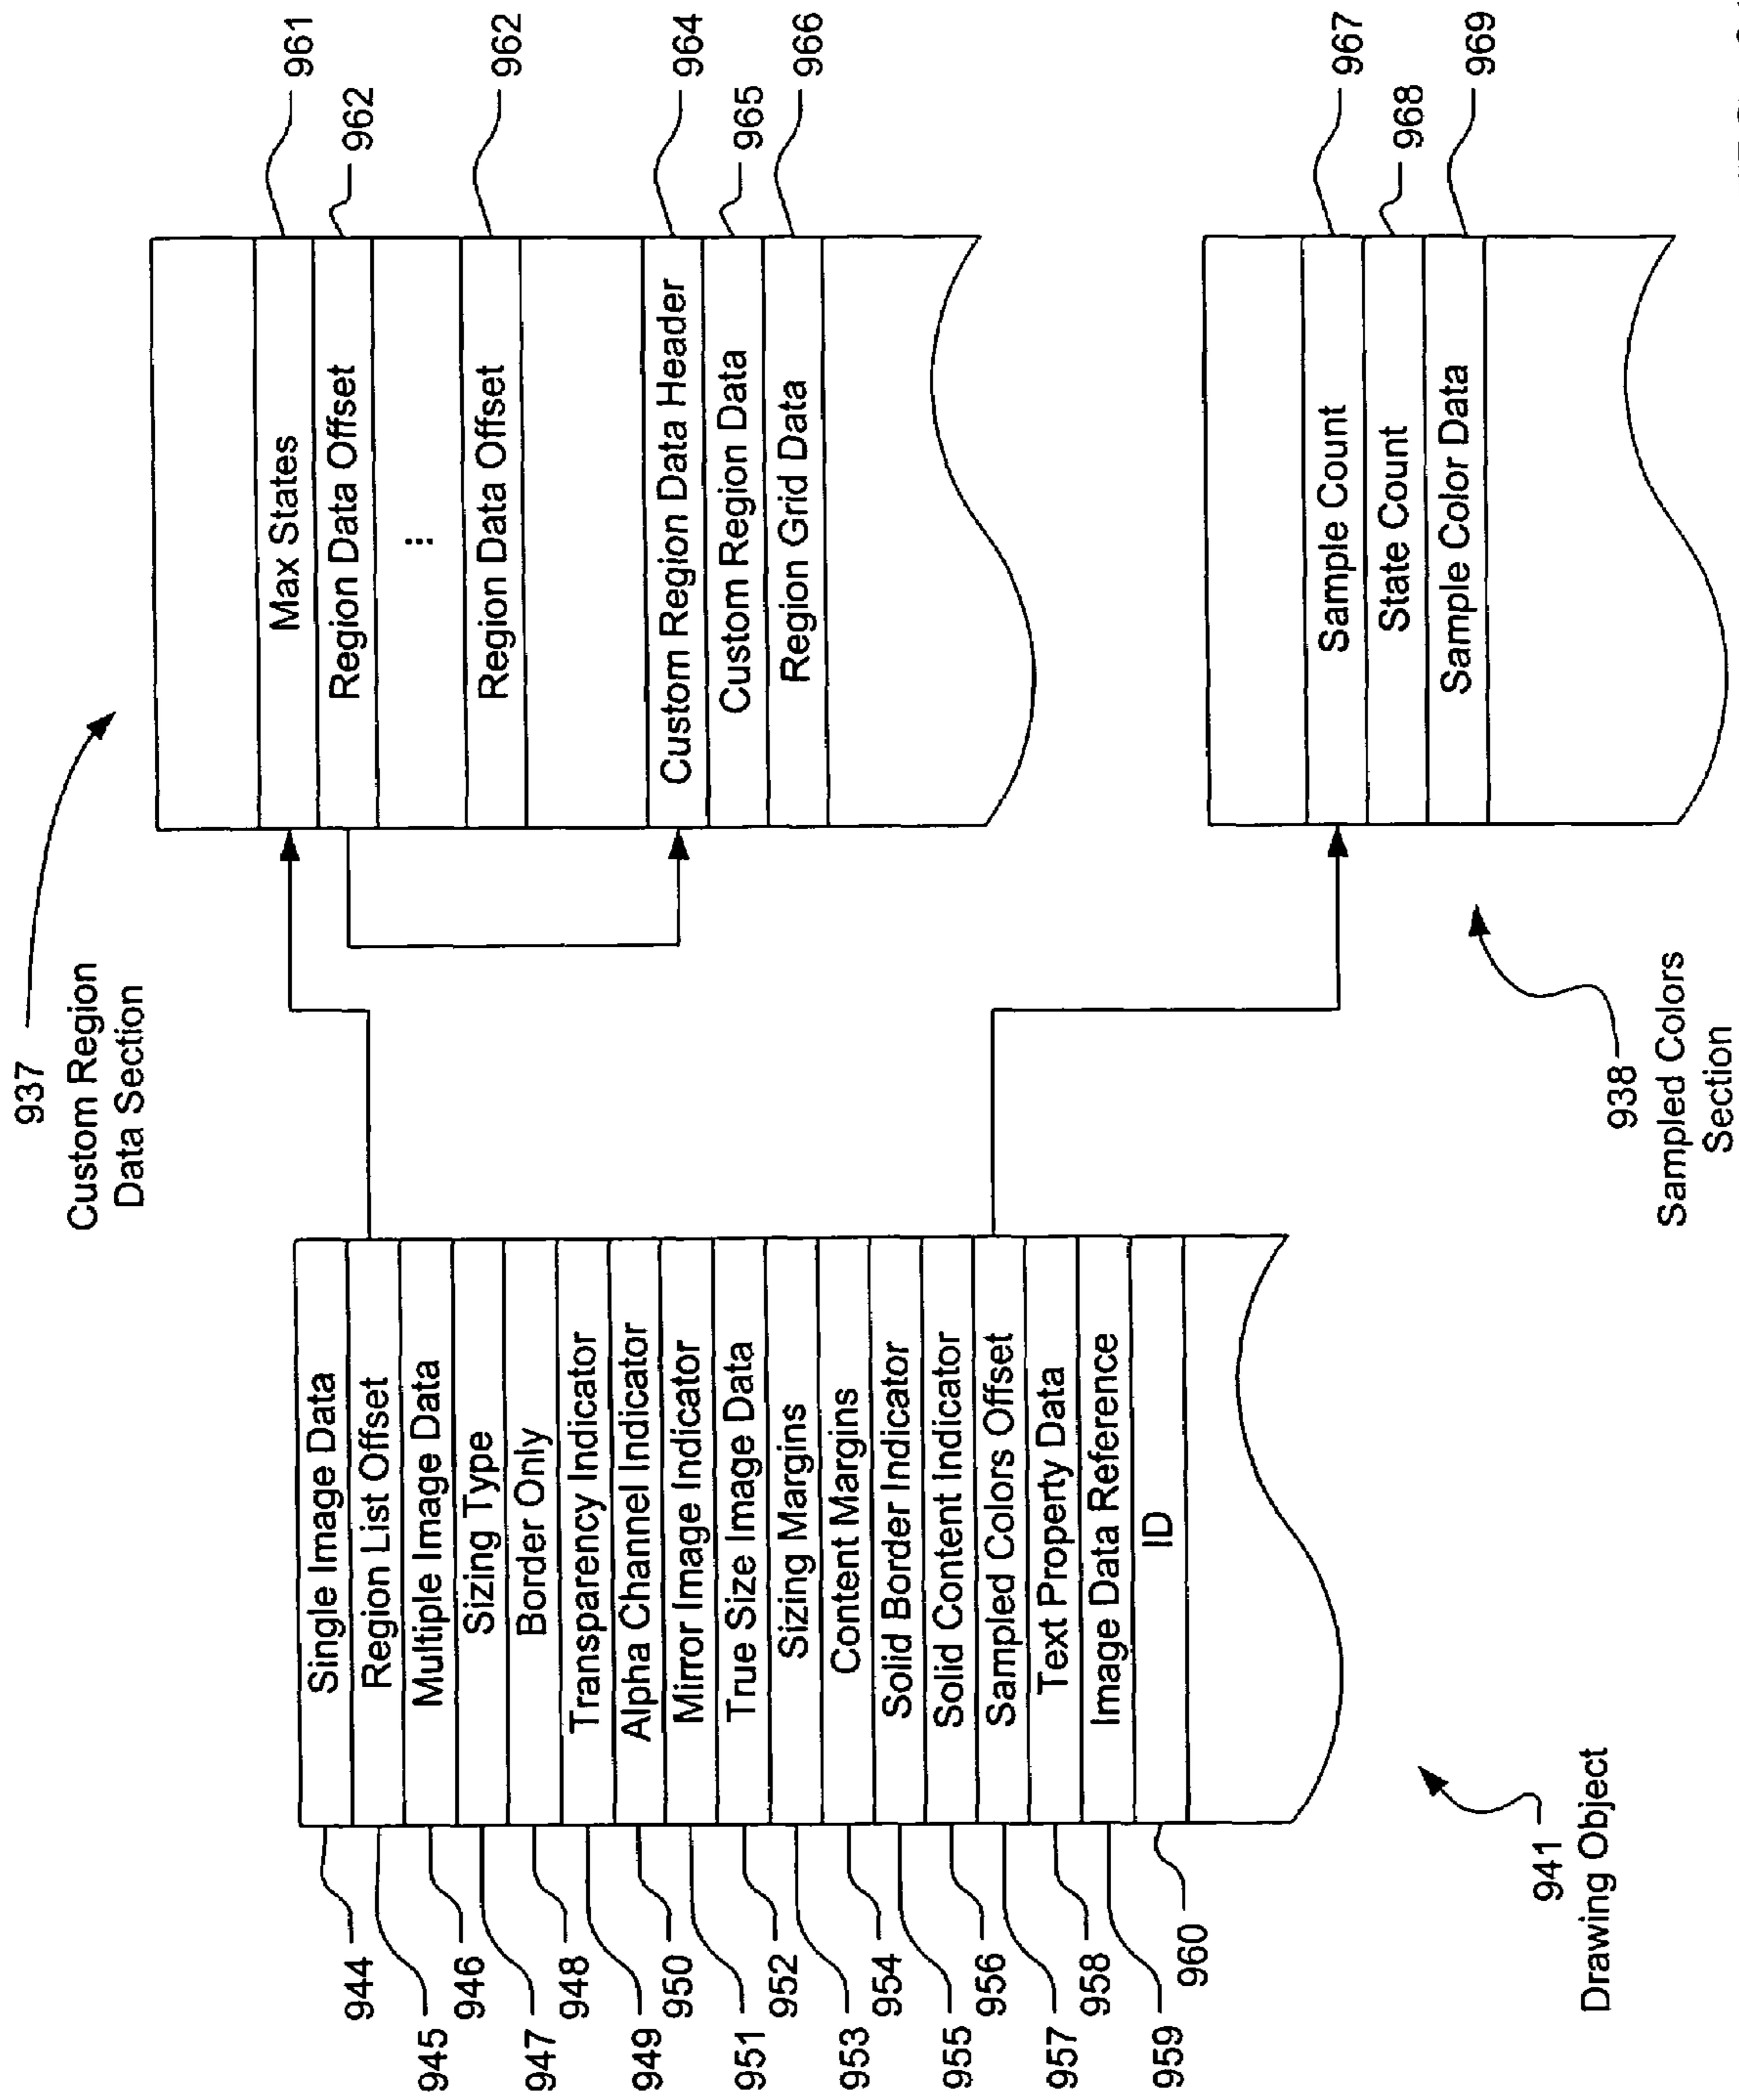 937
Custom Region
Data Section
Max States
961
Region Data Offset
962
⋮
Region Data Offset
962
Custom Region Data Header
964
Custom Region Data
965
Region Grid Data
966
944
Single Image Data
945
Region List Offset
946
Multiple Image Data
947
Sizing Type
948
Border Only
949
Transparency Indicator
950
Alpha Channel Indicator
951
Mirror Image Indicator
952
True Size Image Data
953
Sizing Margins
954
Content Margins
955
Solid Border Indicator
956
Solid Content Indicator
957
Sampled Colors Offset
958
Text Property Data
959
Image Data Reference
960
ID
941
Drawing Object
Sample Count
967
State Count
968
Sample Color Data
969
938
Sampled Colors
Section